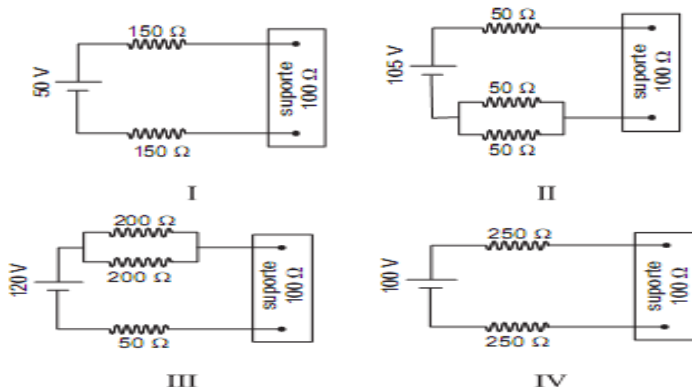 150 Ω
50 V
suporte
100 Ω
150 Ω
I
50 Ω
105 V
50 Ω
50 Ω
suporte
100 Ω
II
200 Ω
200 Ω
120 V
suporte
100 Ω
50 Ω
III
250 Ω
100 V
suporte
100 Ω
250 Ω
IV